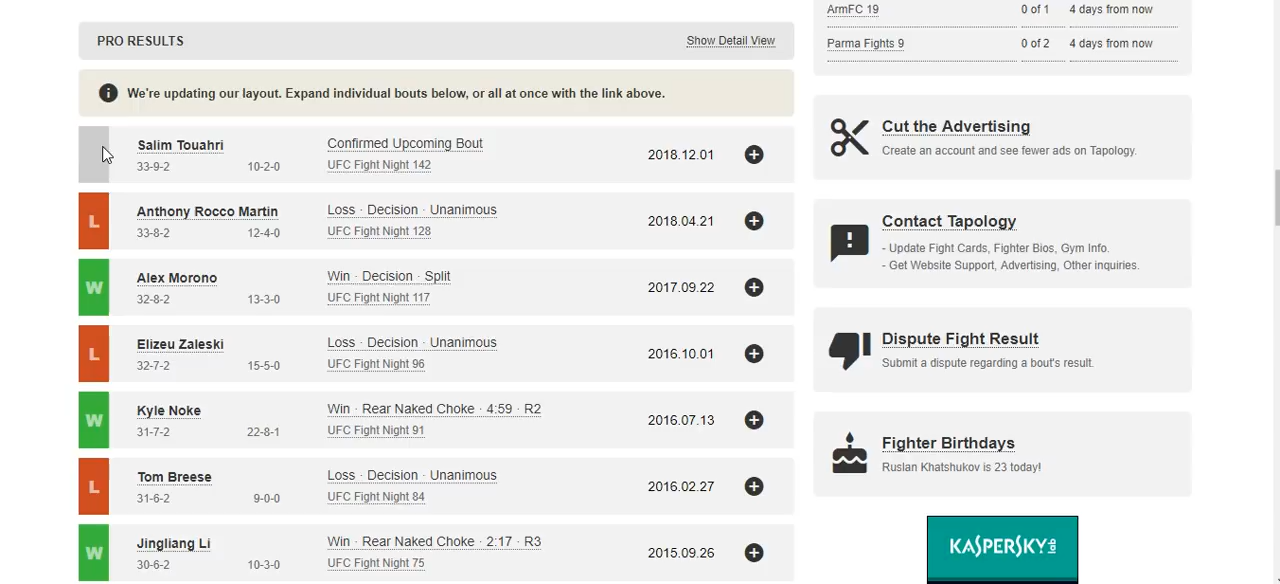 ArmFC 19 0 of 1 4 days from now
Parma Fights 9 0 of 2 4 days from now
PRO RESULTS Show Detail View
We're updating our layout. Expand individual bouts below, or all at once with the link above.
Salim Touahri Confirmed Upcoming Bout 2018.12.01
33-9-2 10-2-0 UFC Fight Night 142
L Anthony Rocco Martin Loss · Decision · Unanimous 2018.04.21
33-8-2 12-4-0 UFC Fight Night 128
W Alex Morono Win · Decision · Split 2017.09.22
32-8-2 13-3-0 UFC Fight Night 117
L Elizeu Zaleski Loss · Decision · Unanimous 2016.10.01
32-7-2 15-5-0 UFC Fight Night 96
W Kyle Noke Win · Rear Naked Choke · 4:59 · R2 2016.07.13
31-7-2 22-8-1 UFC Fight Night 91
L Tom Breese Loss · Decision · Unanimous 2016.02.27
31-6-2 9-0-0 UFC Fight Night 84
W Jingliang Li Win · Rear Naked Choke · 2:17 · R3 2015.09.26
30-6-2 10-3-0 UFC Fight Night 75
Cut the Advertising
Create an account and see fewer ads on Tapology.
Contact Tapology
- Update Fight Cards, Fighter Bios, Gym Info.
- Get Website Support, Advertising, Other inquiries.
Dispute Fight Result
Submit a dispute regarding a bout's result.
Fighter Birthdays
Ruslan Khatshukov is 23 today!
KASPERSKY lab